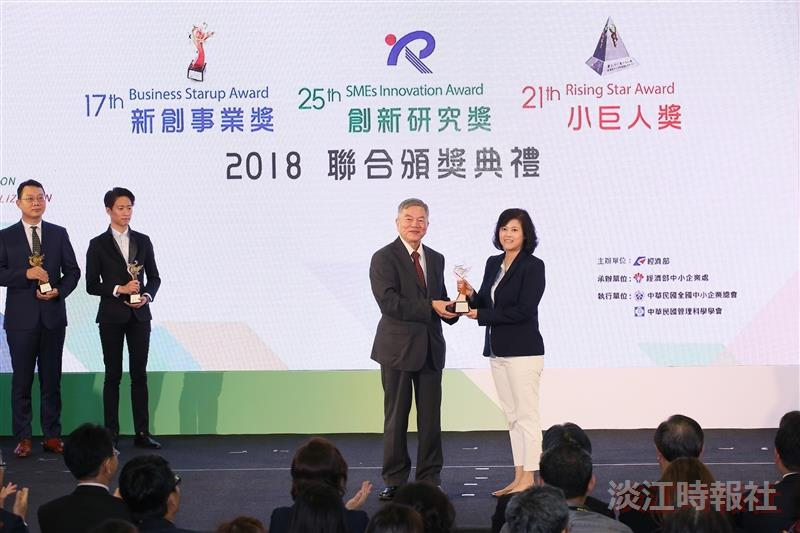 17th Business Starup Award
新創事業獎
25th SMEs Innovation Award
創新研究獎
21th Rising Star Award
小巨人獎
2018 聯合頒獎典禮
ON
LIZ
ON
主辦單位：經濟部
承辦單位：經濟部中小企業處
執行單位：中華民國全國中小企業總會
中華民國管理科學學會
淡江時報社